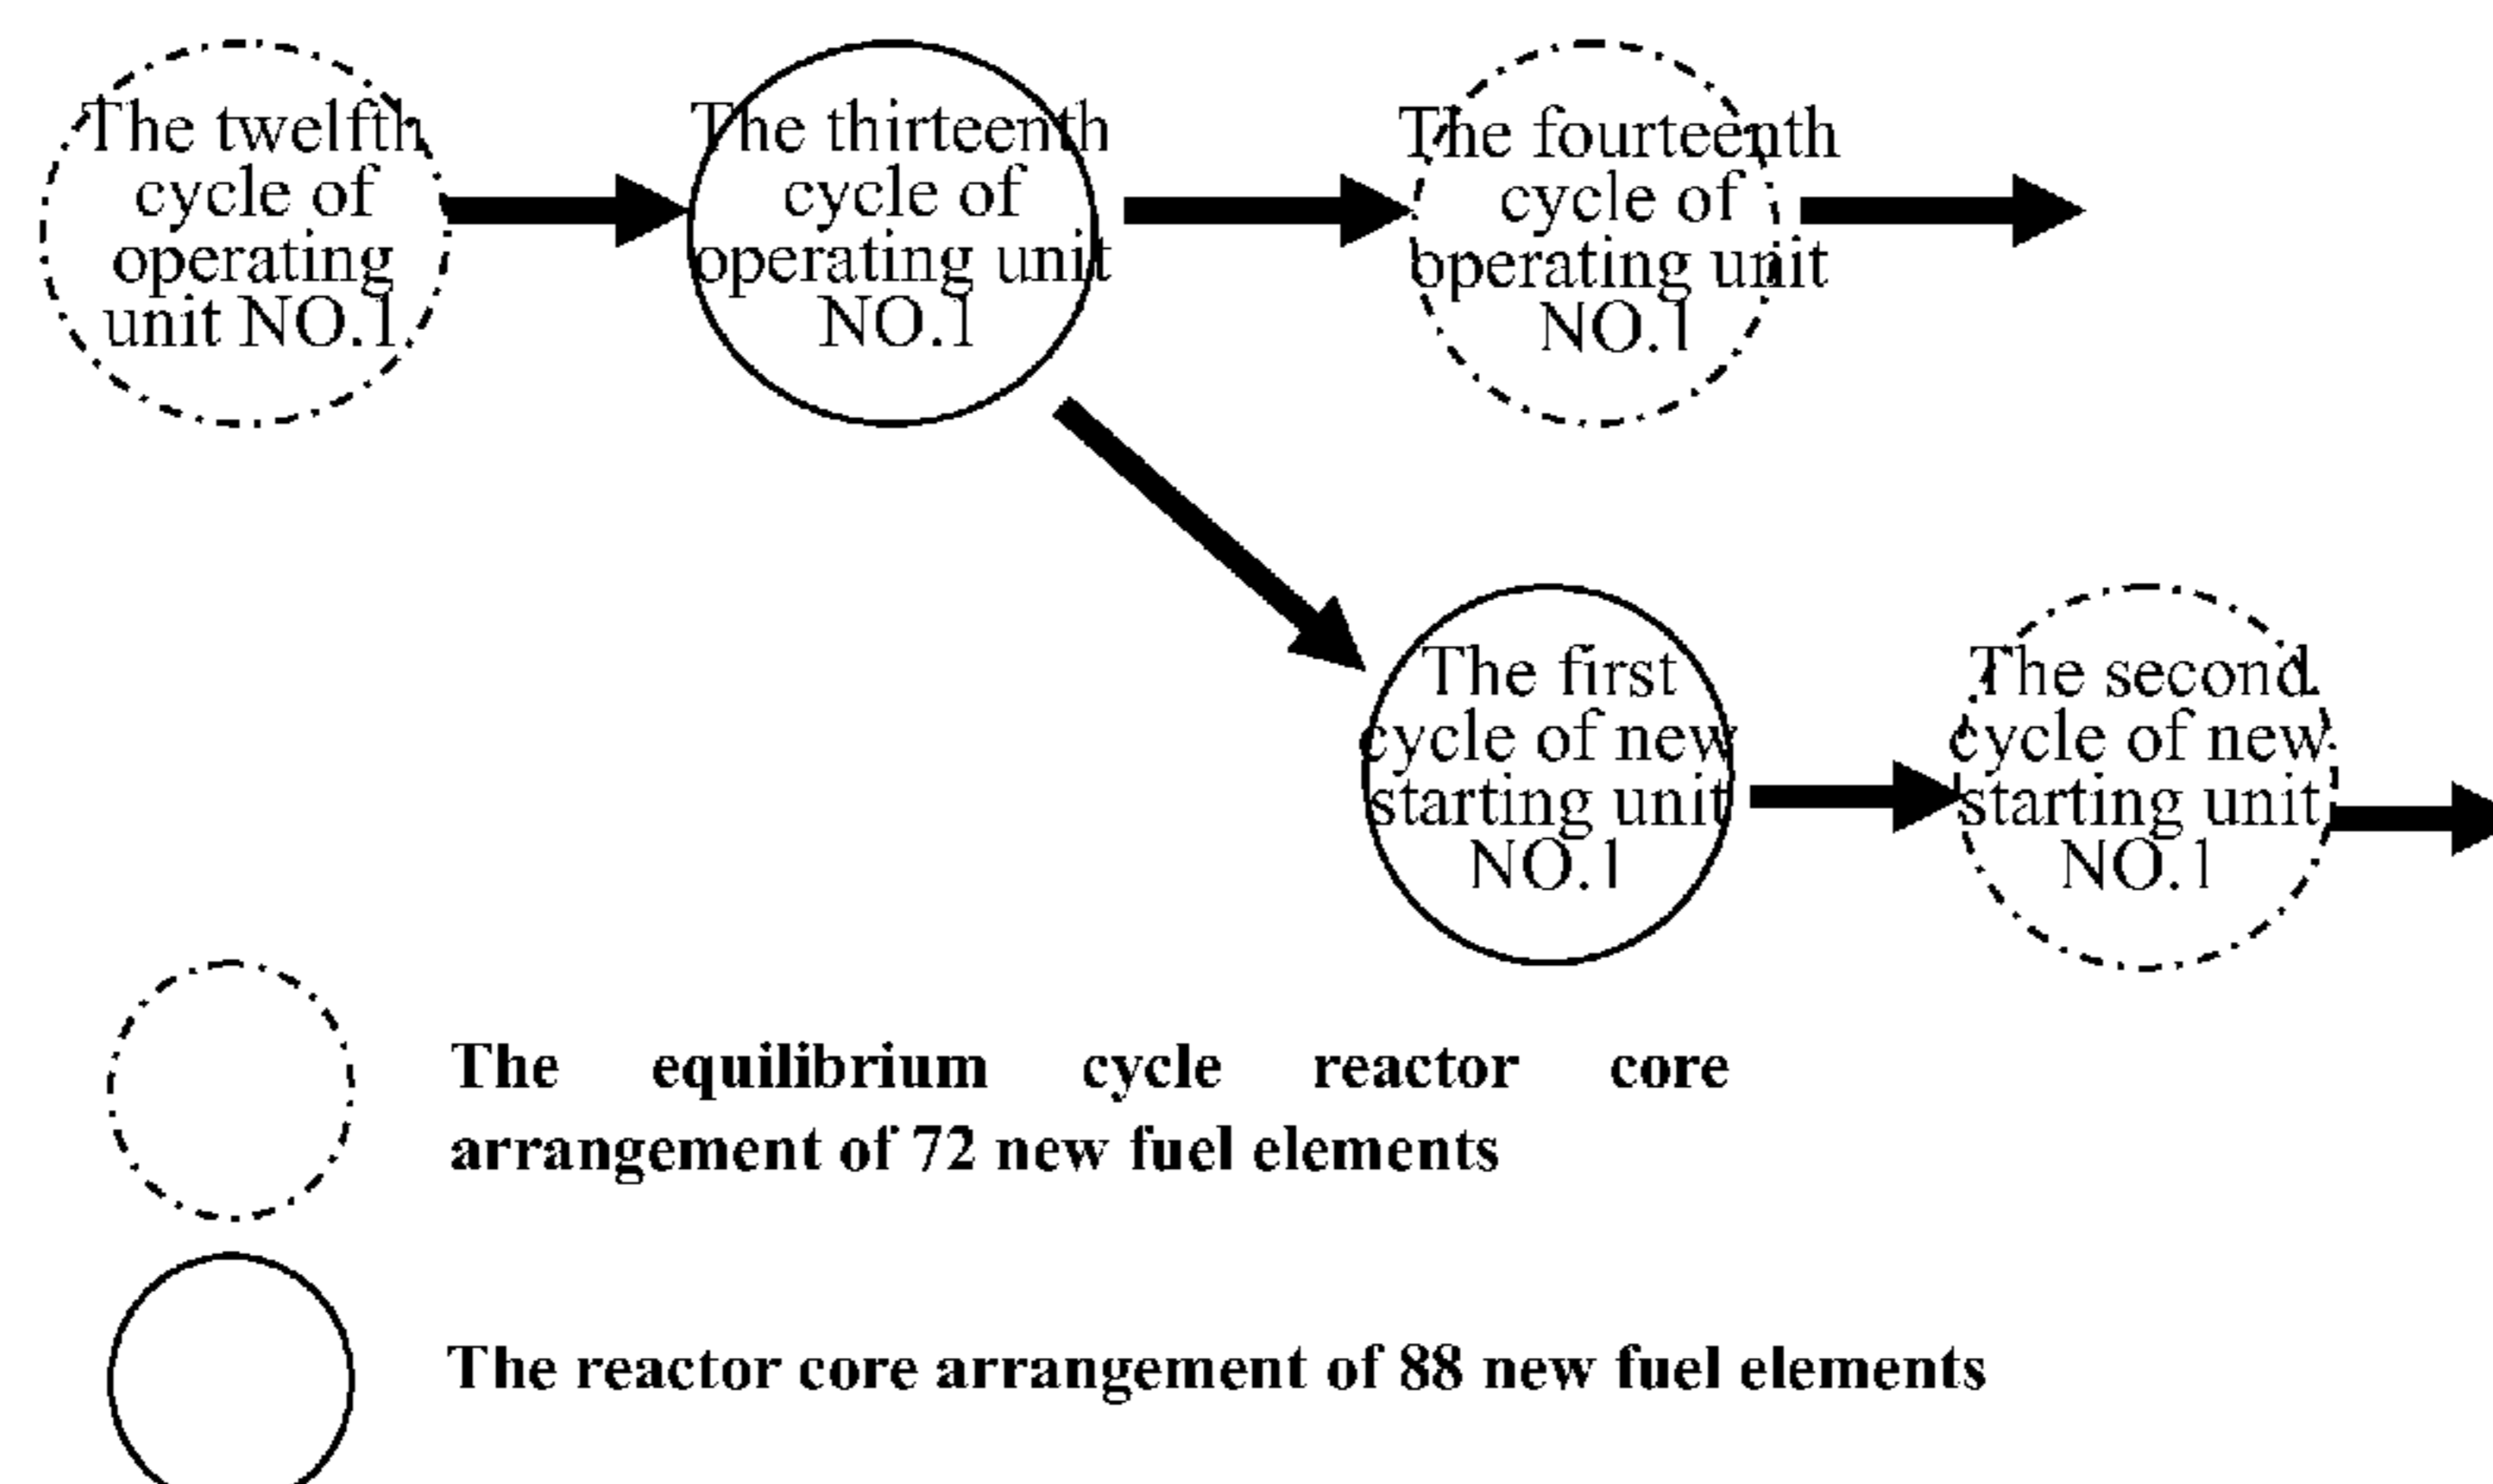 The twelfth
cycle of
operating
unit NO.1
The thirteenth
cycle of
operating unit
NO.1
The fourteenth
cycle of
operating unit
NO.1
The first
cycle of new
starting unit
NO.1
The second
cycle of new
starting unit
NO.1
The equilibrium cycle reactor core
arrangement of 72 new fuel elements
The reactor core arrangement of 88 new fuel elements